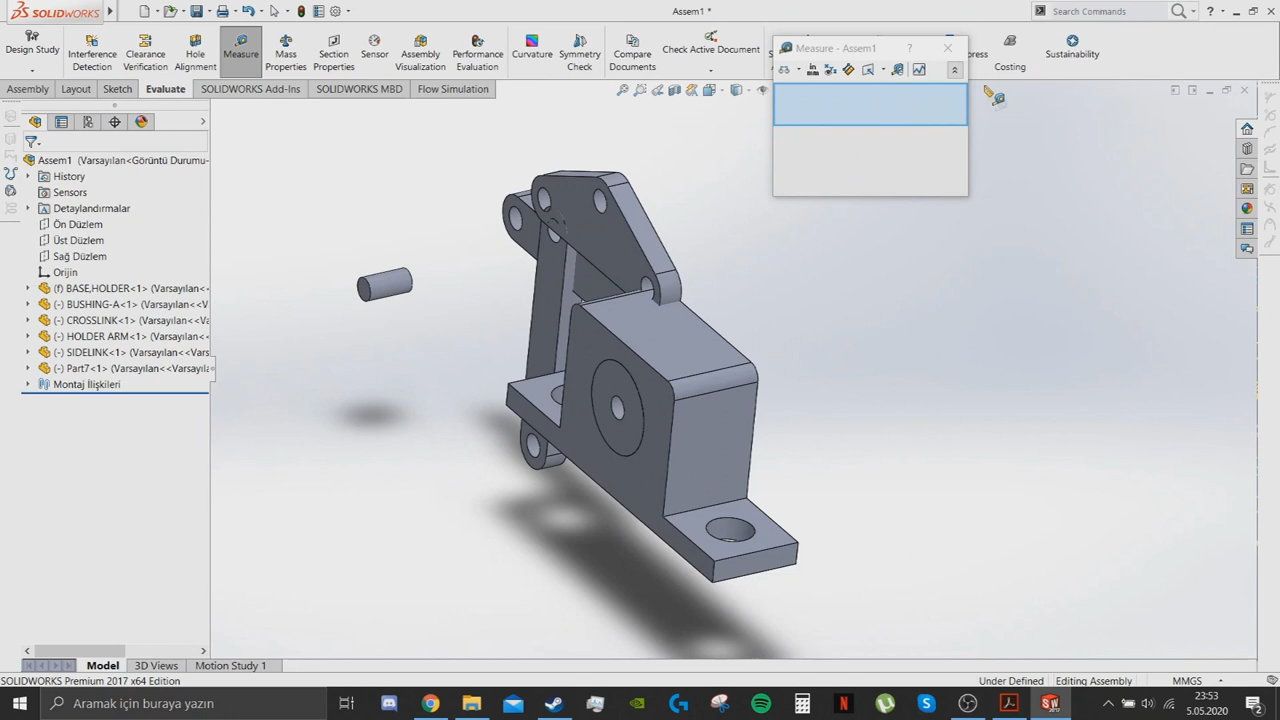 SOLIDWORKS
Assem1 *
Search Commands
Design Study
Interference Detection
Clearance Verification
Hole Alignment
Measure
Mass Properties
Section Properties
Sensor
Assembly Visualization
Performance Evaluation
Curvature
Symmetry Check
Compare Documents
Check Active Document
Costing
Sustainability
Measure - Assem1
Assembly
Layout
Sketch
Evaluate
SOLIDWORKS Add-Ins
SOLIDWORKS MBD
Flow Simulation
Assem1 (Varsayılan<Görüntü Durumu-
History
Sensors
Detaylandırmalar
Ön Düzlem
Üst Düzlem
Sağ Düzlem
Orijin
(f) BASE,HOLDER<1> (Varsayılan<
(-) BUSHING-A<1> (Varsayılan<<V
(-) CROSSLINK<1> (Varsayılan<<Va
(-) HOLDER ARM<1> (Varsayılan<
(-) SIDELINK<1> (Varsayılan<<Vars
(-) Part7<1> (Varsayılan<<Varsayıla
Montaj İlişkileri
Model
3D Views
Motion Study 1
SOLIDWORKS Premium 2017 x64 Edition
Under Defined
Editing Assembly
MMGS
Aramak için buraya yazın
23:53
5.05.2020